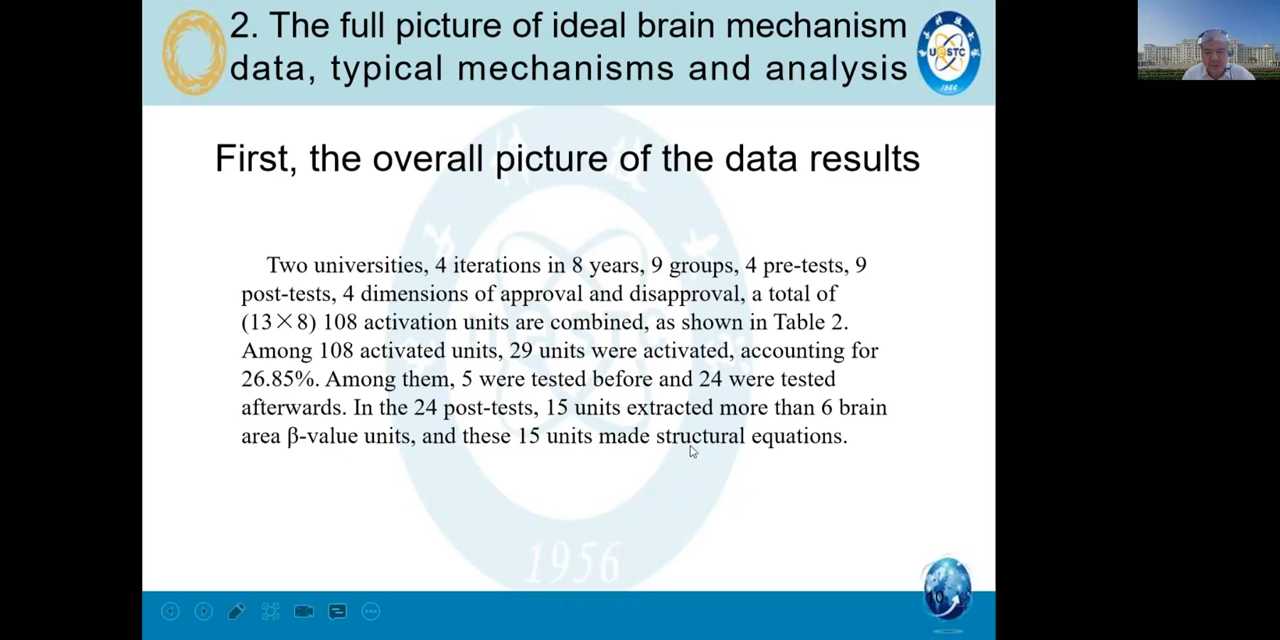 2. The full picture of ideal brain mechanism
data, typical mechanisms and analysis
UeSTC
1956
First, the overall picture of the data results
Two universities, 4 iterations in 8 years, 9 groups, 4 pre-tests, 9
post-tests, 4 dimensions of approval and disapproval, a total of
(13×8) 108 activation units are combined, as shown in Table 2.
Among 108 activated units, 29 units were activated, accounting for
26.85%. Among them, 5 were tested before and 24 were tested
afterwards. In the 24 post-tests, 15 units extracted more than 6 brain
area β-value units, and these 15 units made structural equations.
1956